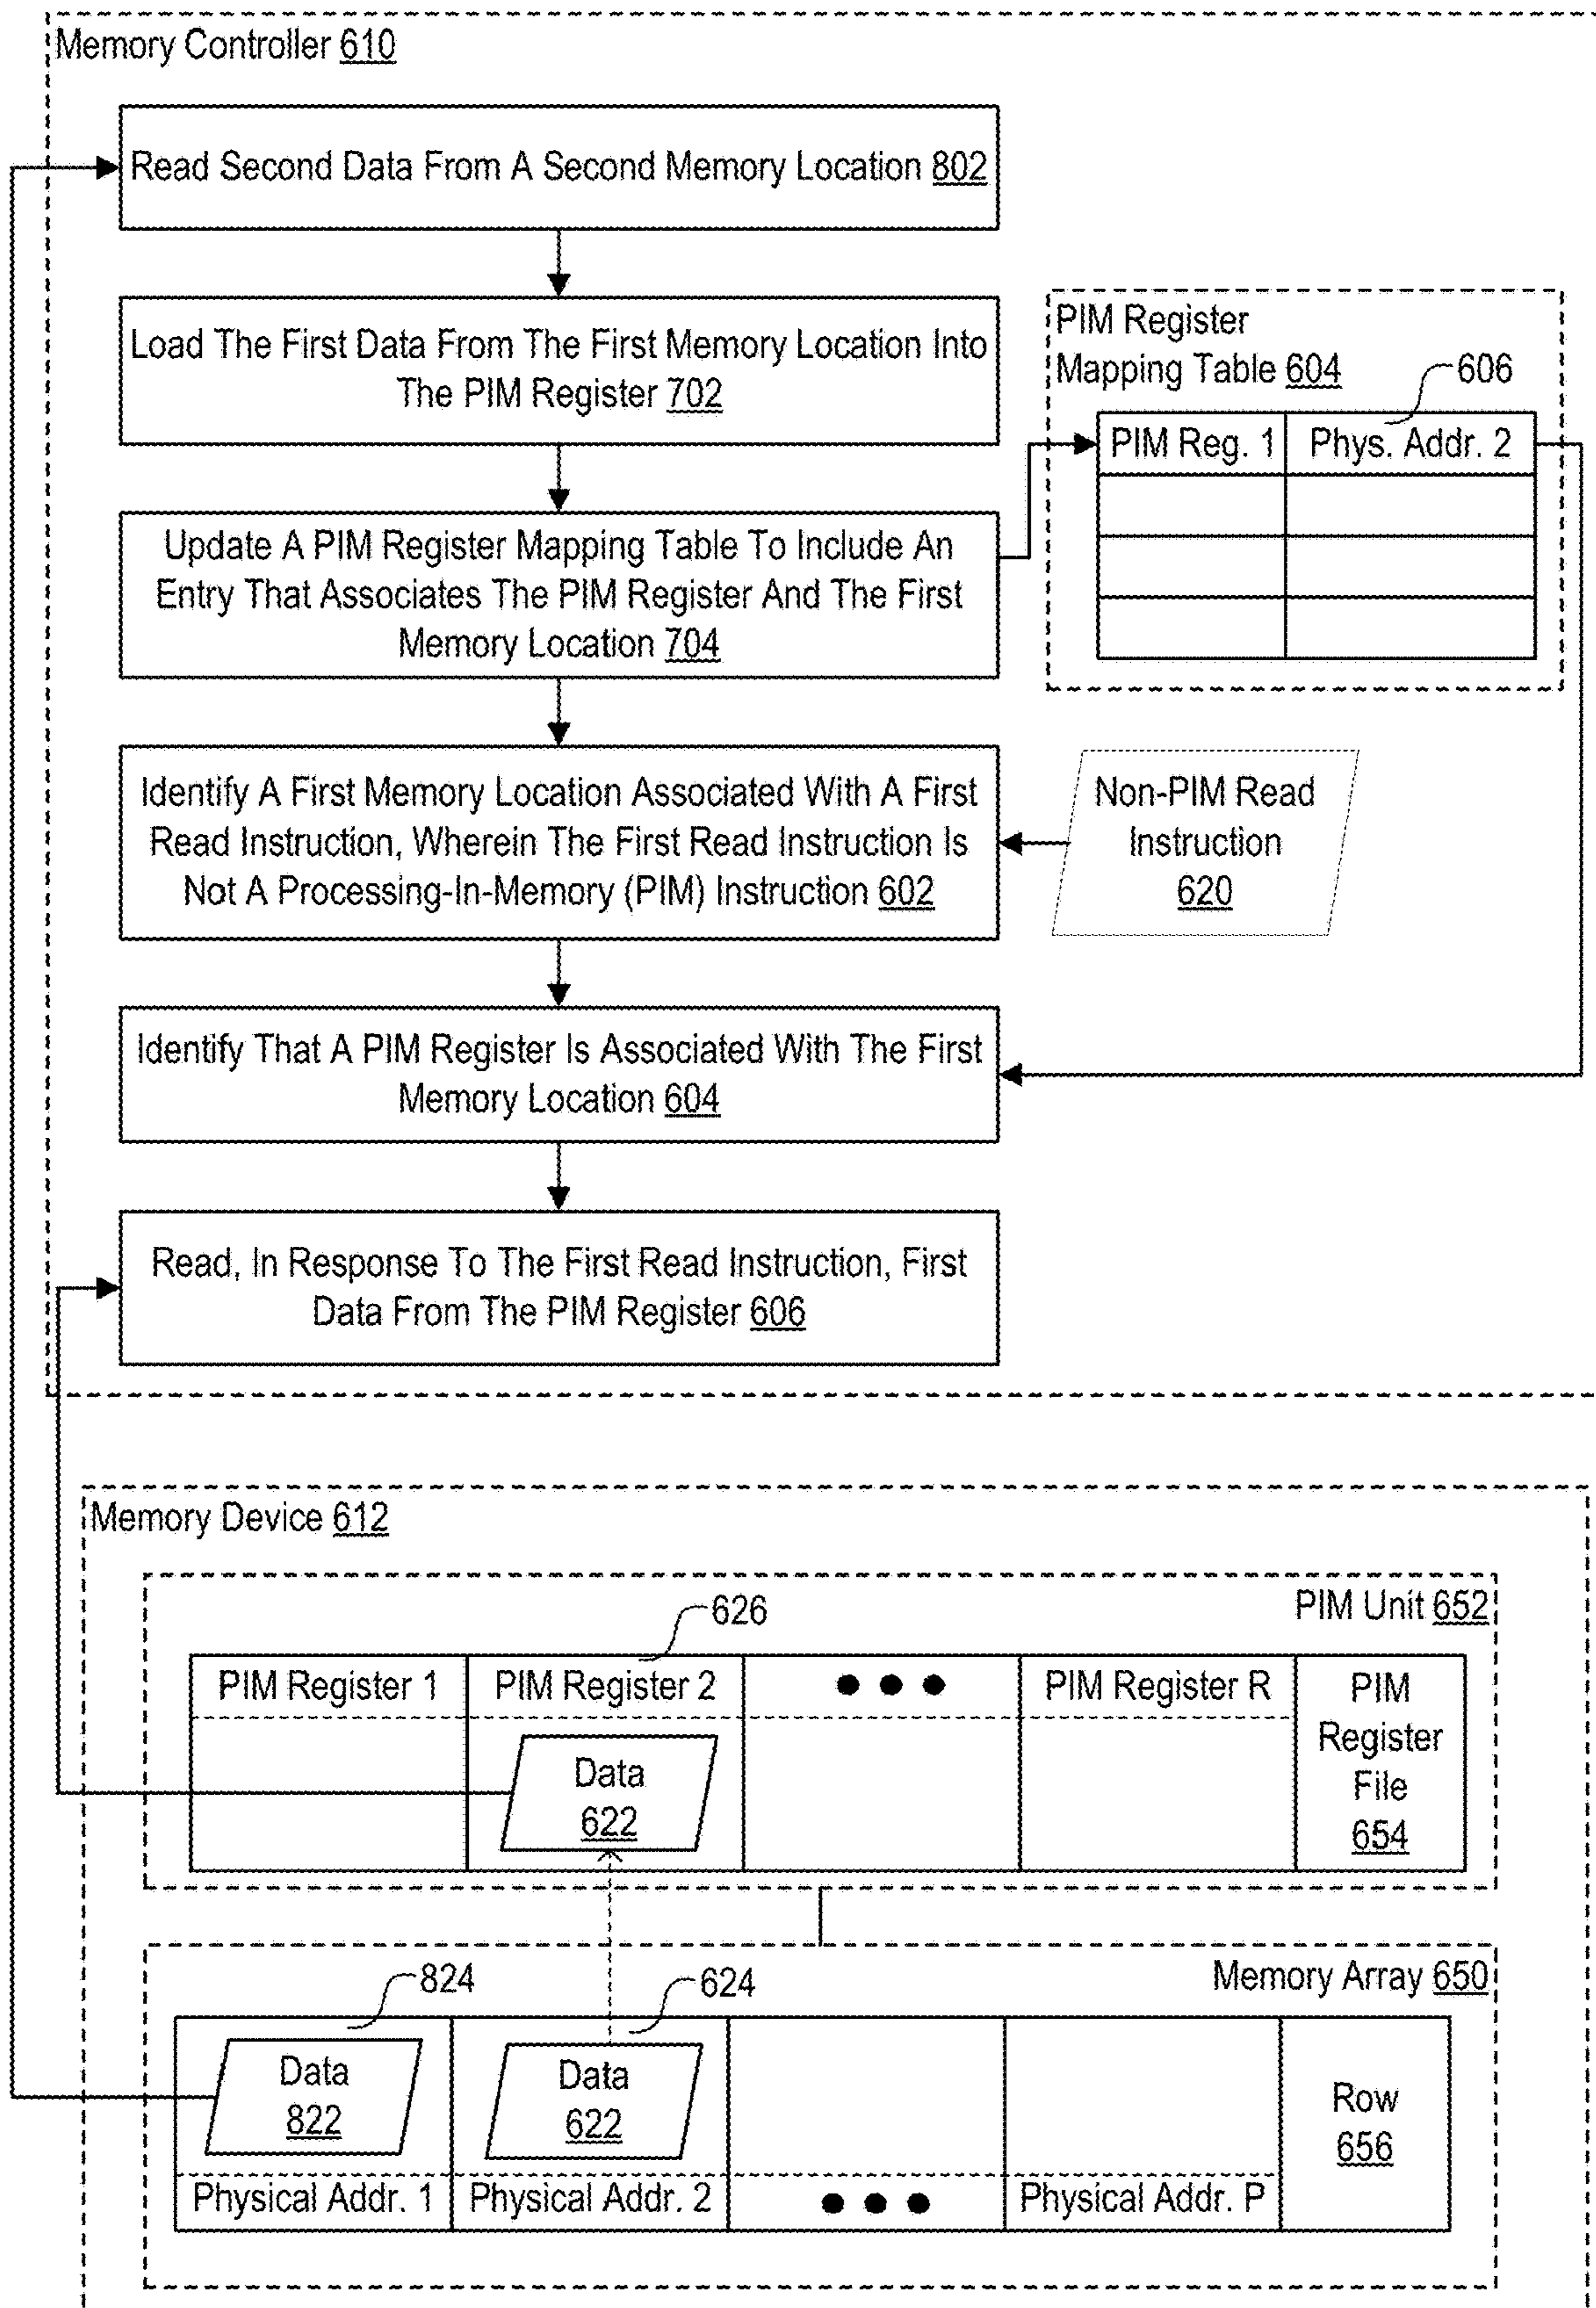 Memory Controller 610
Read Second Data From A Second Memory Location 802
Load The First Data From The First Memory Location Into
The PIM Register 702
PIM Register
Mapping Table 604
606
PIM Reg. 1
Phys. Addr. 2
Update A PIM Register Mapping Table To Include An
Entry That Associates The PIM Register And The First
Memory Location 704
Identify A First Memory Location Associated With A First
Read Instruction, Wherein The First Read Instruction Is
Not A Processing-In-Memory (PIM) Instruction 602
Non-PIM Read
Instruction
620
Identify That A PIM Register Is Associated With The First
Memory Location 604
Read, In Response To The First Read Instruction, First
Data From The PIM Register 606
Memory Device 612
PIM Unit 652
626
PIM Register 1
PIM Register 2
PIM Register R
PIM
Register
File
654
Data
622
Memory Array 650
824
624
Data
822
Data
622
Row
656
Physical Addr. 1
Physical Addr. 2
Physical Addr. P